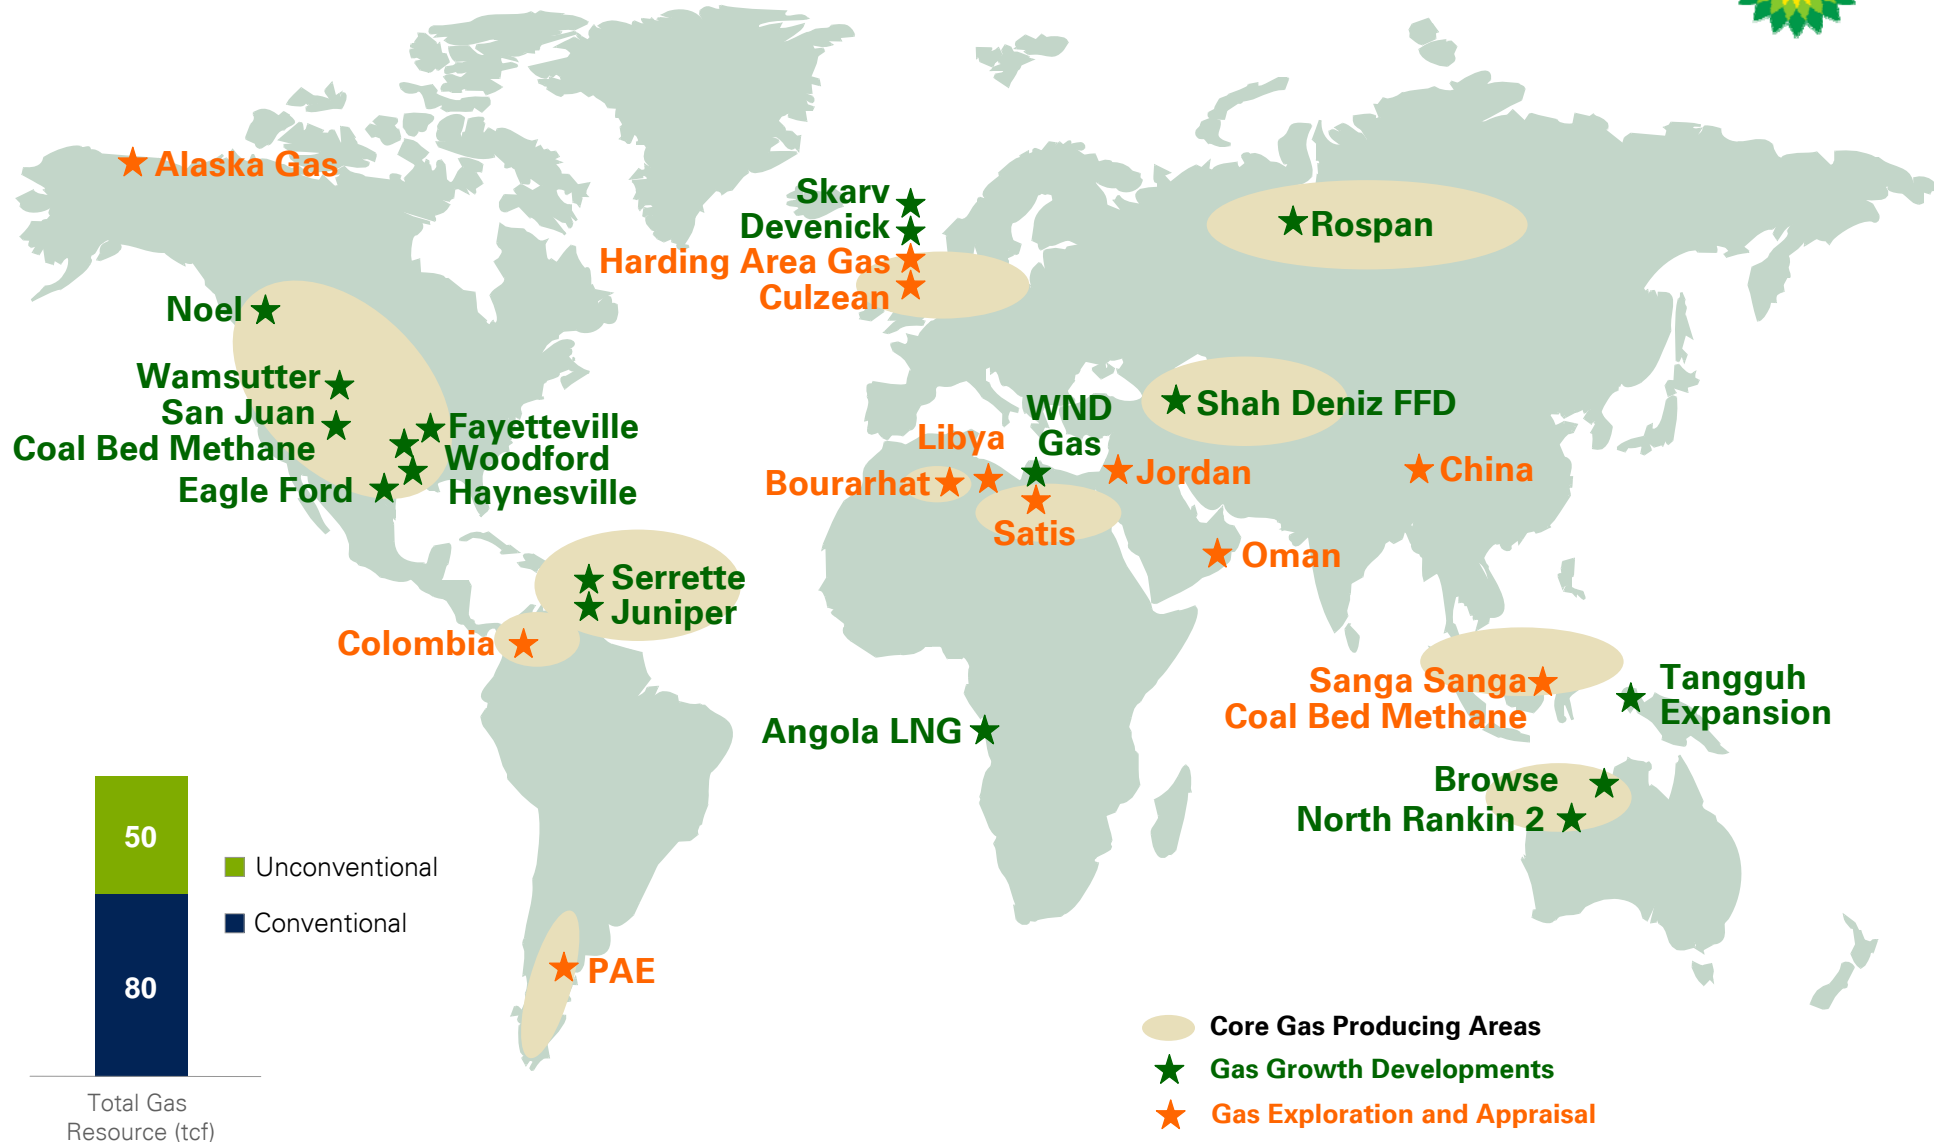 Alaska Gas
Skarv
Devenick
Harding Area Gas
Culzean
Rospan
Noel
Wamsutter
San Juan
Coal Bed Methane
Eagle Ford
Fayetteville
Woodford
Haynesville
WND
Gas
Libya
Bourarhat
Satis
Shah Deniz FFD
Jordan
China
Oman
Serrette
Juniper
Colombia
Angola LNG
Sanga Sanga
Coal Bed Methane
Tangguh
Expansion
Browse
North Rankin 2
PAE
50
80
Unconventional
Conventional
Total Gas
Resource (tcf)
Core Gas Producing Areas
Gas Growth Developments
Gas Exploration and Appraisal